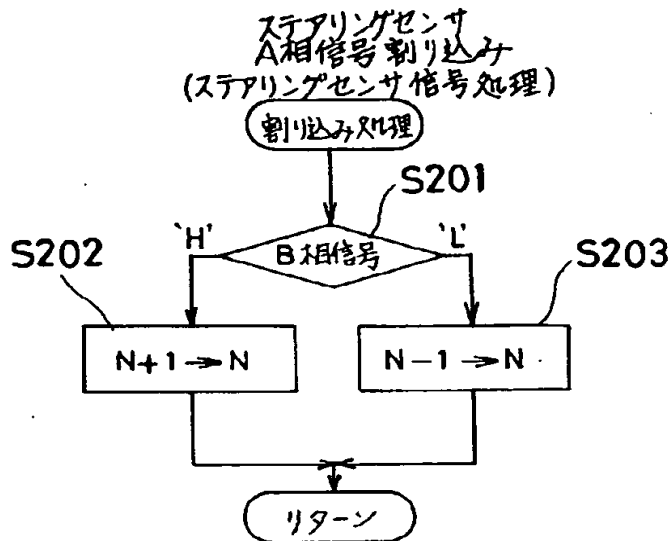 ステアリングセンサ
A相信号割り込み
(ステアリングセンサ信号処理)
割り込み処理
S201
'H'
B相信号
'L'
S202
S203
N+1→N
N-1→N
リターン